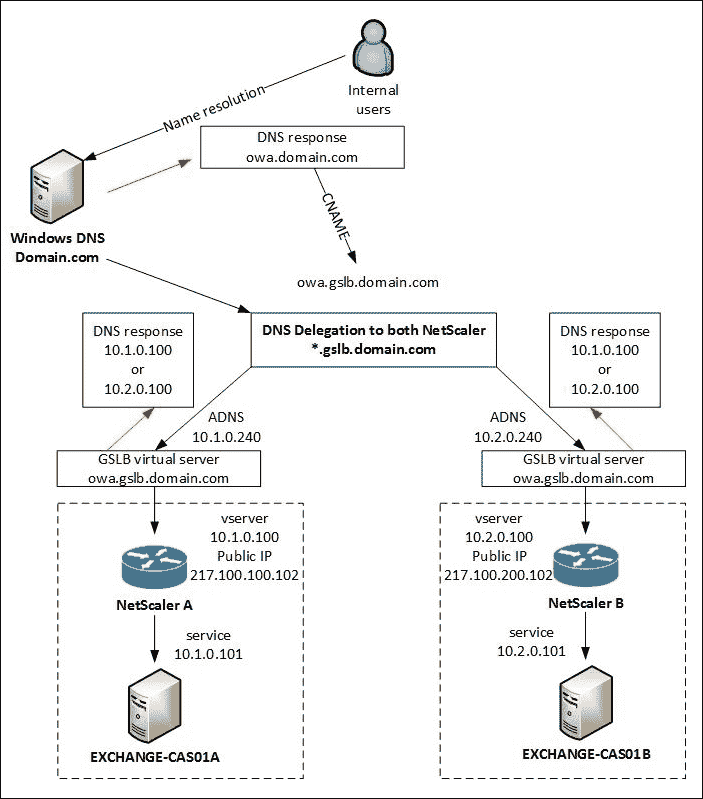 Internal
users
Name resolution
DNS response
owa.domain.com
CNAME
Windows DNS
Domain.com
owa.gslb.domain.com
DNS Delegation to both NetScaler
*.gslb.domain.com
DNS response
10.1.0.100
or
10.2.0.100
DNS response
10.1.0.100
or
10.2.0.100
ADNS
10.1.0.240
ADNS
10.2.0.240
GSLB virtual server
owa.gslb.domain.com
GSLB virtual server
owa.gslb.domain.com
vserver
10.1.0.100
Public IP
217.100.100.102
NetScaler A
service
10.1.0.101
EXCHANGE-CAS01A
vserver
10.2.0.100
Public IP
217.100.200.102
NetScaler B
service
10.2.0.101
EXCHANGE-CAS01B